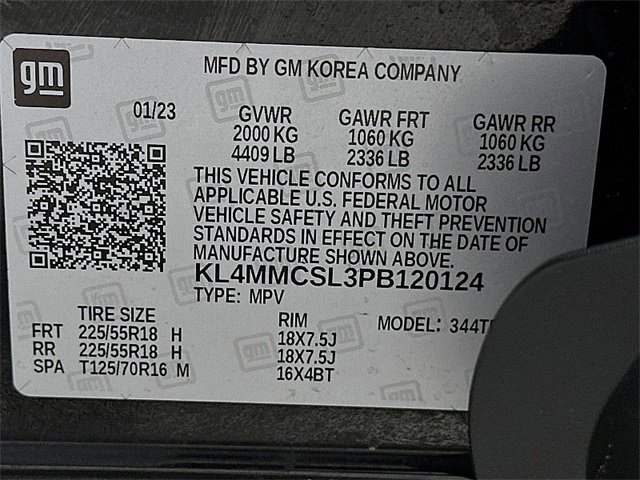 gm
MFD BY GM KOREA COMPANY
01/23 GVWR GAWR FRT GAWR RR
2000 KG 1060 KG 1060 KG
4409 LB 2336 LB 2336 LB
THIS VEHICLE CONFORMS TO ALL
APPLICABLE U.S. FEDERAL MOTOR
VEHICLE SAFETY AND THEFT PREVENTION
STANDARDS IN EFFECT ON THE DATE OF
MANUFACTURE SHOWN ABOVE.
KL4MMCSL3PB120124
TYPE: MPV
TIRE SIZE RIM MODEL:
FRT 225/55R18 H 18X7.5J
RR 225/55R18 H 18X7.5J
SPA T125/70R16 M 16X4BT